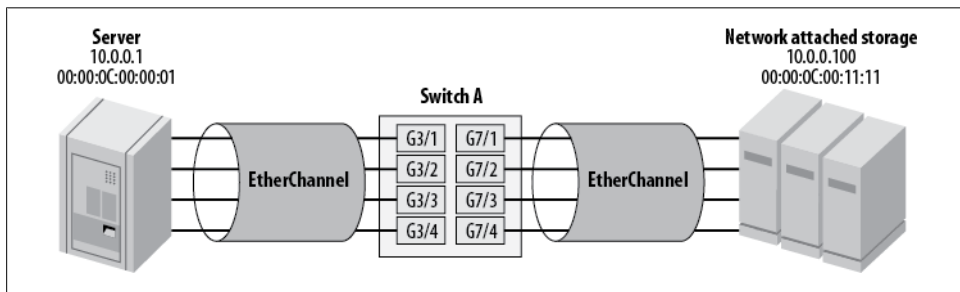 Server
10.0.0.1
00:00:0C:00:00:01
Network attached storage
10.0.0.100
00:00:0C:00:11:11
Switch A
EtherChannel
G3/1 G7/1
G3/2 G7/2
G3/3 G7/3
G3/4 G7/4
EtherChannel